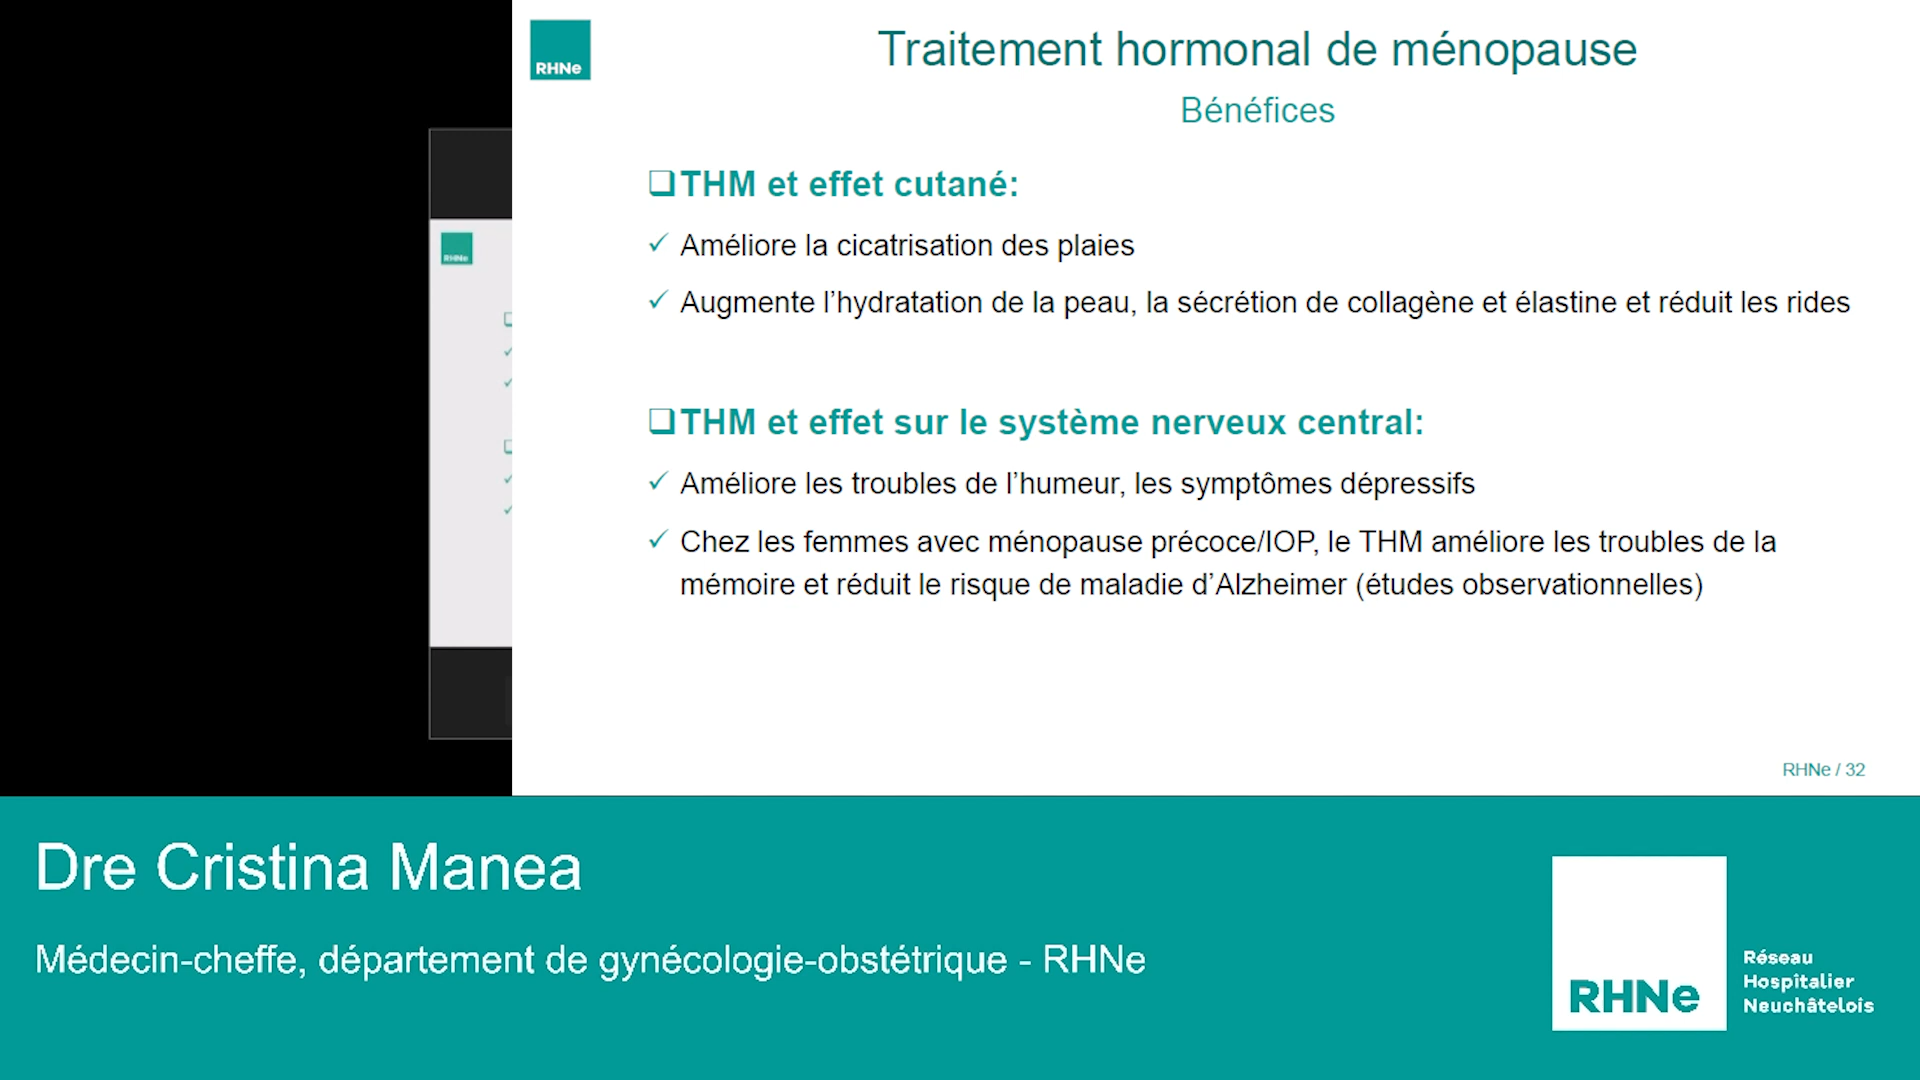 RHNe
Traitement hormonal de ménopause
Bénéfices
THM et effet cutané:
Améliore la cicatrisation des plaies
Augmente l’hydratation de la peau, la sécrétion de collagène et élastine et réduit les rides
THM et effet sur le système nerveux central:
Améliore les troubles de l’humeur, les symptômes dépressifs
Chez les femmes avec ménopause précoce/IOP, le THM améliore les troubles de la
mémoire et réduit le risque de maladie d’Alzheimer (études observationnelles)
RHNe / 32
RHNe
Dre Cristina Manea
Médecin-cheffe, département de gynécologie-obstétrique - RHNe
RHNe
Réseau
Hospitalier
Neuchâtelois